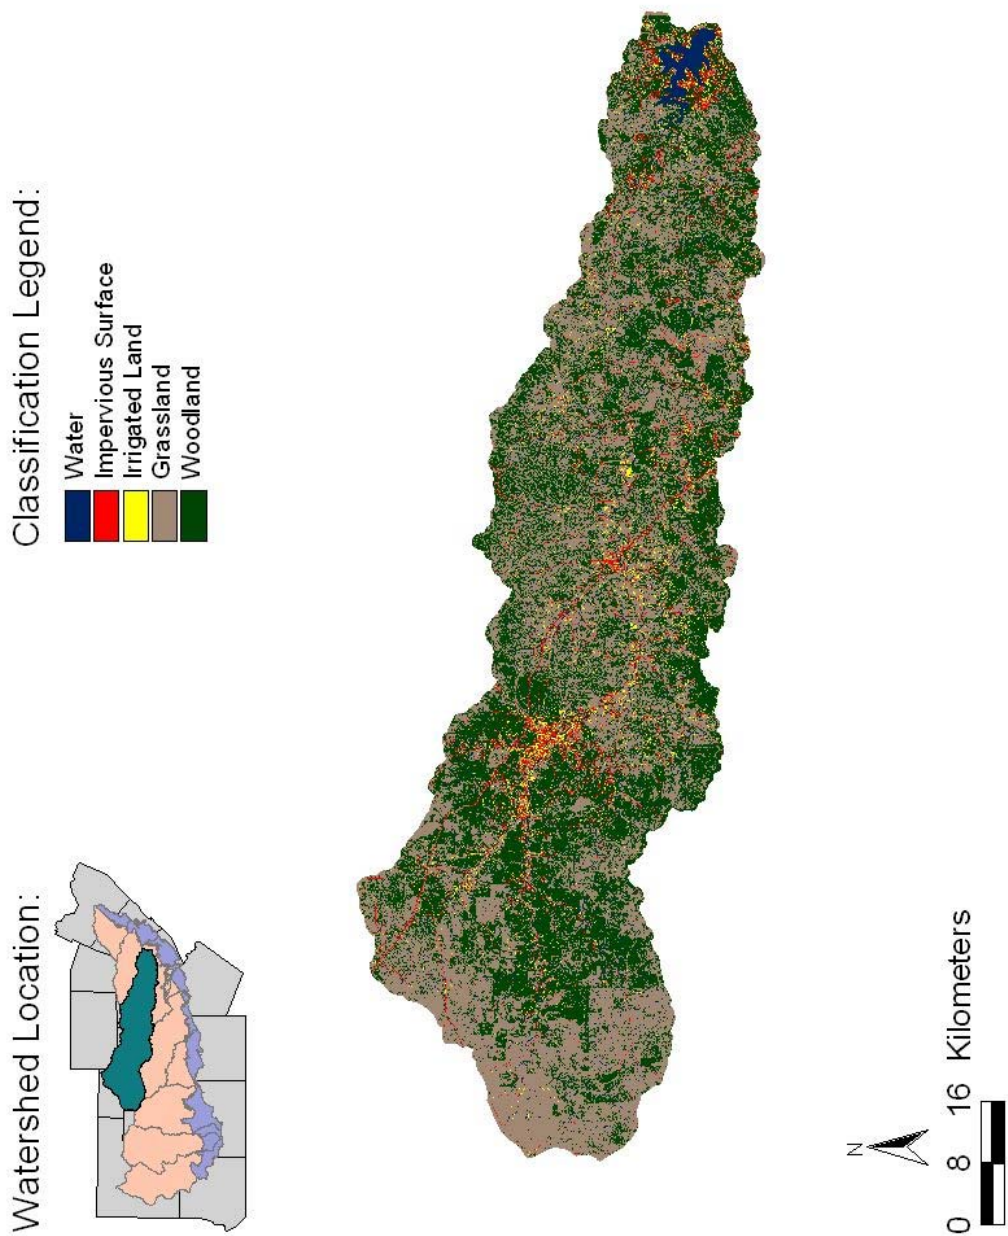 Watershed Location:
Classification Legend:
Water
Impervious Surface
Irrigated Land
Grassland
Woodland
N
0 8 16 Kilometers